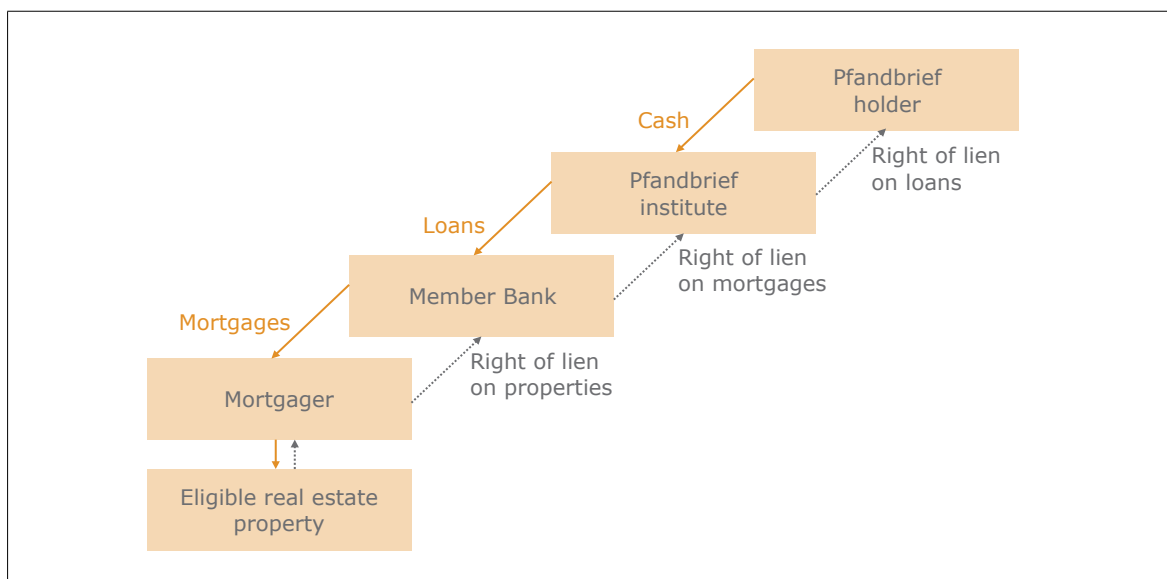 Pfandbrief
holder
Cash
Right of lien
on loans
Pfandbrief
institute
Loans
Right of lien
on mortgages
Member Bank
Mortgages
Right of lien
on properties
Mortgager
Eligible real estate
property